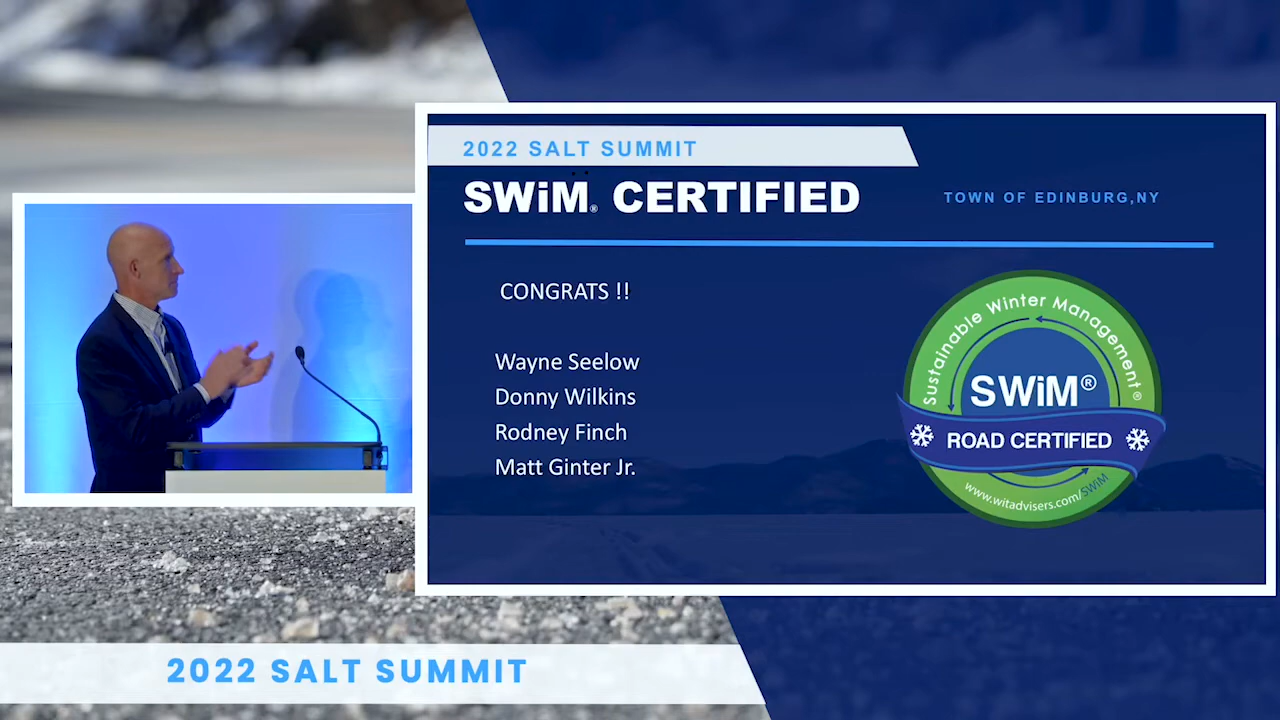 2022 SALT SUMMIT
SWiM® CERTIFIED
TOWN OF EDINBURG,NY
CONGRATS !!
Wayne Seelow
Donny Wilkins
Rodney Finch
Matt Ginter Jr.
Sustainable Winter Management®
SWiM®
ROAD CERTIFIED
www.witadvisers.com/SWiM
2022 SALT SUMMIT